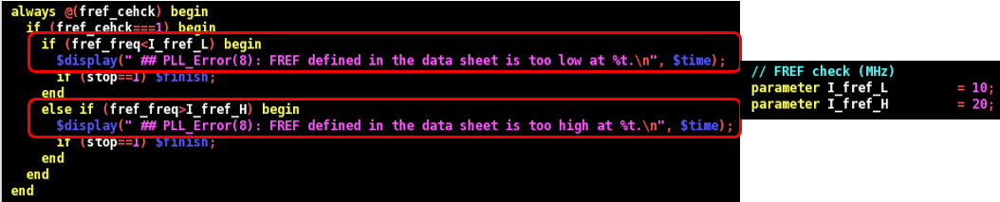 always @(fref_cehck) begin
if (fref_cehck===1) begin
if (fref_freq<I_fref_L) begin
$display(" ## PLL_Error(8): FREF defined in the data sheet is too low at %t.\n", $time);
if (stop==1) $finish;
end
else if (fref_freq>I_fref_H) begin
$display(" ## PLL_Error(8): FREF defined in the data sheet is too high at %t.\n", $time);
if (stop==1) $finish;
end
end
end
// FREF check (MHz)
parameter I_fref_L = 10;
parameter I_fref_H = 20;